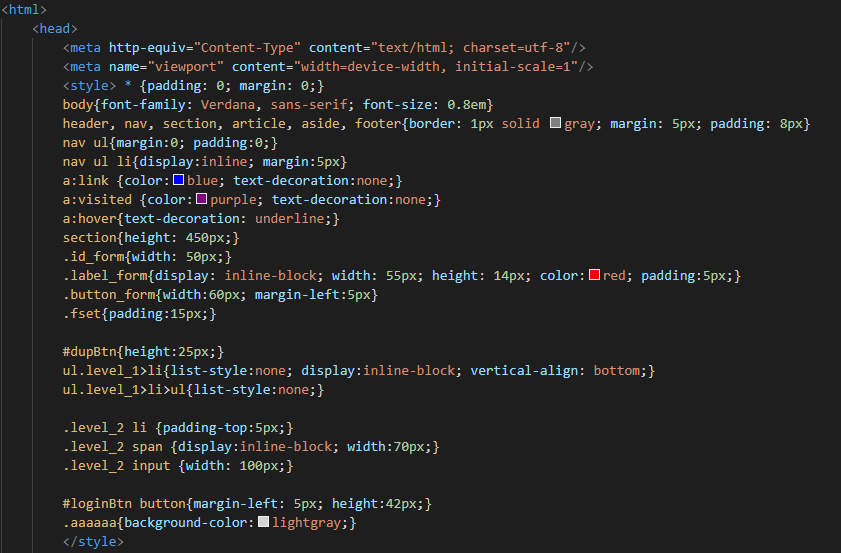 <html>
<head>
<meta http-equiv="Content-Type" content="text/html; charset=utf-8"/>
<meta name="viewport" content="width=device-width, initial-scale=1"/>
<style> * {padding: 0; margin: 0;}
body{font-family: Verdana, sans-serif; font-size: 0.8em}
header, nav, section, article, aside, footer{border: 1px solid gray; margin: 5px; padding: 8px}
nav ul{margin:0; padding:0;}
nav ul li{display:inline; margin:5px}
a:link {color:blue; text-decoration:none;}
a:visited {color:purple; text-decoration:none;}
a:hover{text-decoration: underline;}
section{height: 450px;}
.id_form{width: 50px;}
.label_form{display: inline-block; width: 55px; height: 14px; color:red; padding:5px;}
.button_form{width:60px; margin-left:5px}
.fset{padding:15px;}
#dupBtn{height:25px;}
ul.level_1>li{list-style:none; display:inline-block; vertical-align: bottom;}
ul.level_1>li>ul{list-style:none;}
.level_2 li {padding-top:5px;}
.level_2 span {display:inline-block; width:70px;}
.level_2 input {width: 100px;}
#loginBtn button{margin-left: 5px; height:42px;}
.aaaaaa{background-color:lightgray;}
</style>